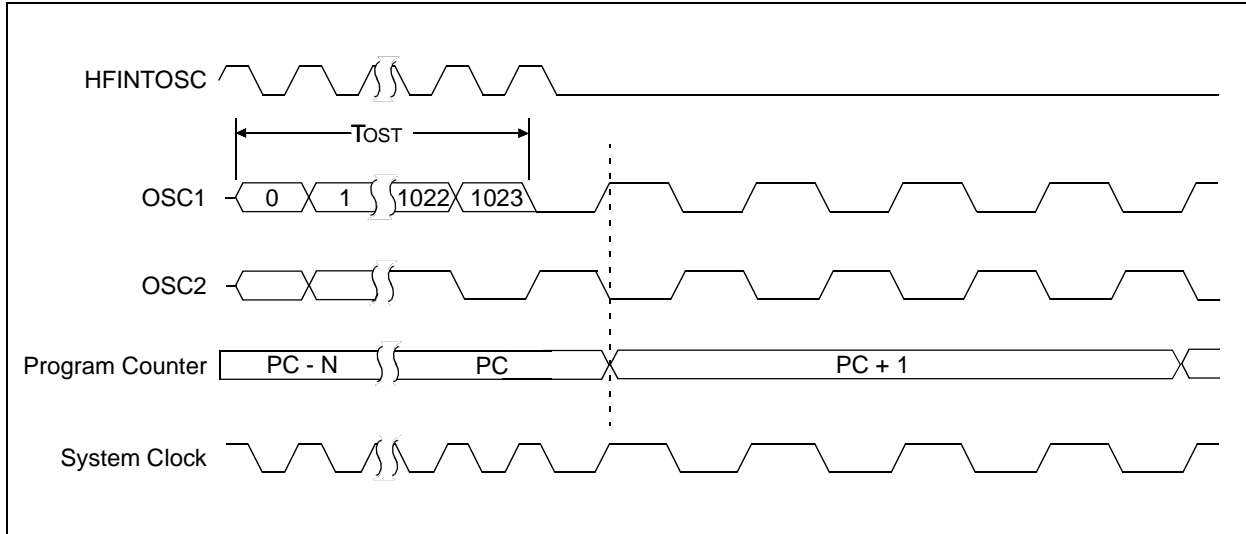 HFINTOSC
TOST
OSC1 0 1 1022 1023
OSC2
Program Counter PC - N PC PC + 1
System Clock